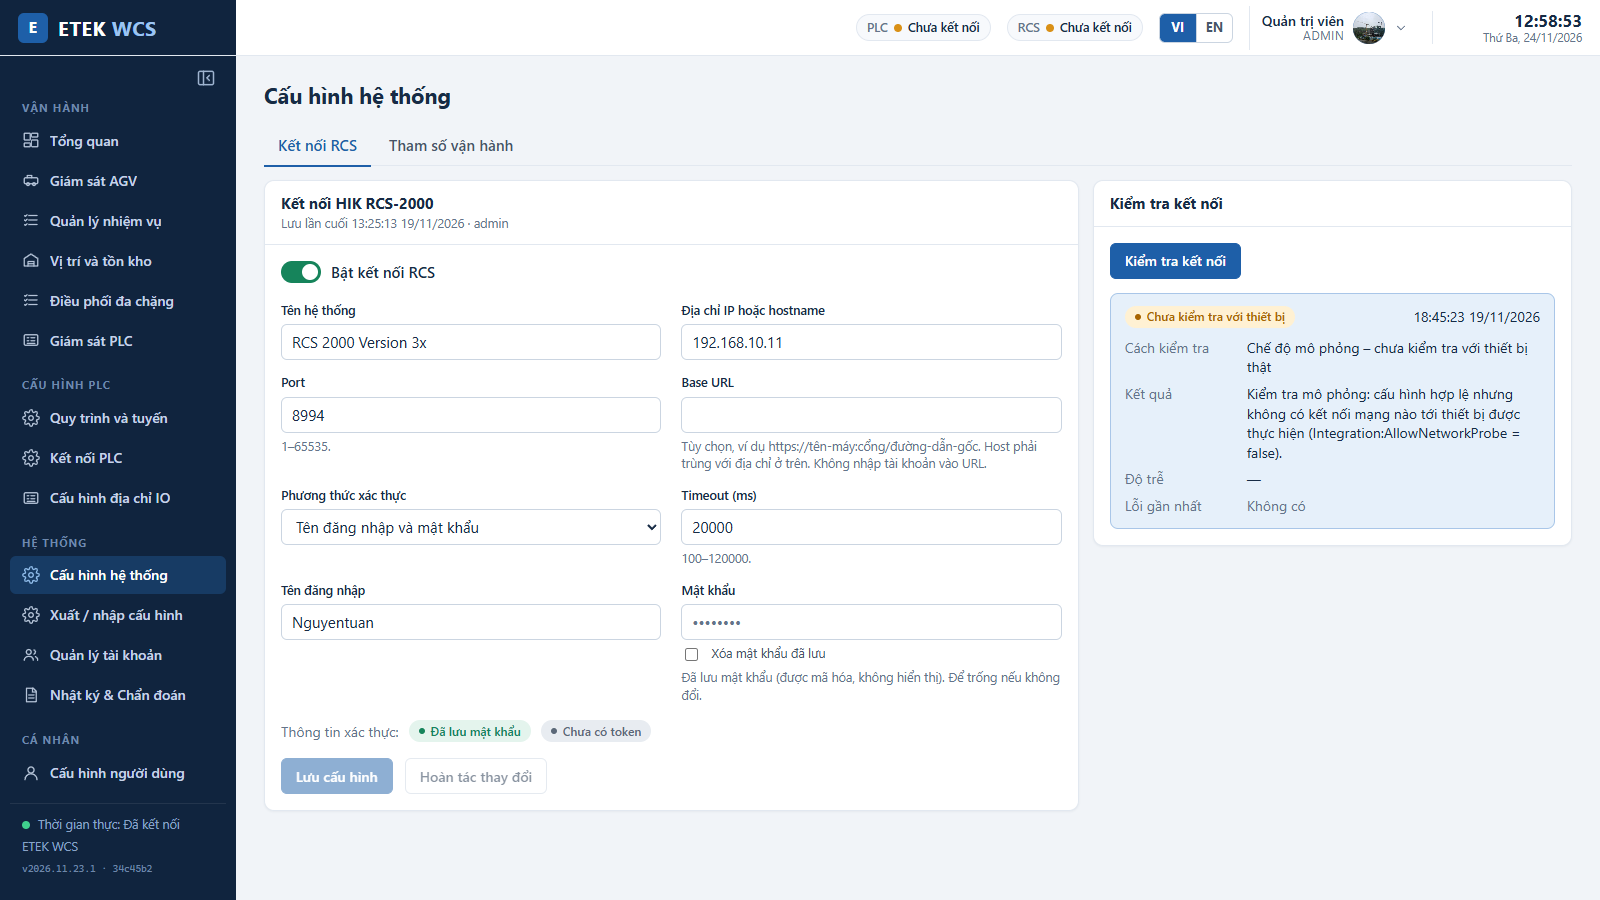 E ETEK WCS
PLC Chưa kết nối
RCS Chưa kết nối
VI EN
Quản trị viên
ADMIN
12:58:53
Thứ Ba, 24/11/2026
VẬN HÀNH
Tổng quan
Giám sát AGV
Quản lý nhiệm vụ
Vị trí và tồn kho
Điều phối đa chặng
Giám sát PLC
CẤU HÌNH PLC
Quy trình và tuyến
Kết nối PLC
Cấu hình địa chỉ IO
HỆ THỐNG
Cấu hình hệ thống
Xuất / nhập cấu hình
Quản lý tài khoản
Nhật ký & Chẩn đoán
CÁ NHÂN
Cấu hình người dùng
Thời gian thực: Đã kết nối
ETEK WCS
v2026.11.23.1 · 34c45b2
Cấu hình hệ thống
Kết nối RCS
Tham số vận hành
Kết nối HIK RCS-2000
Lưu lần cuối 13:25:13 19/11/2026 · admin
Bật kết nối RCS
Tên hệ thống
RCS 2000 Version 3x
Địa chỉ IP hoặc hostname
192.168.10.11
Port
8994
1–65535.
Base URL
Tùy chọn, ví dụ https://tên-máy:cổng/đường-dẫn-gốc. Host phải
trùng với địa chỉ ở trên. Không nhập tài khoản vào URL.
Phương thức xác thực
Tên đăng nhập và mật khẩu
Timeout (ms)
20000
100–120000.
Tên đăng nhập
Nguyentuan
Mật khẩu
••••••••
Xóa mật khẩu đã lưu
Đã lưu mật khẩu (được mã hóa, không hiển thị). Để trống nếu không
đổi.
Thông tin xác thực:
Đã lưu mật khẩu
Chưa có token
Lưu cấu hình
Hoàn tác thay đổi
Kiểm tra kết nối
Kiểm tra kết nối
Chưa kiểm tra với thiết bị
18:45:23 19/11/2026
Cách kiểm tra
Chế độ mô phỏng – chưa kiểm tra với thiết bị
thật
Kết quả
Kiểm tra mô phỏng: cấu hình hợp lệ nhưng
không có kết nối mạng nào tới thiết bị được
thực hiện (Integration:AllowNetworkProbe =
false).
Độ trễ
—
Lỗi gần nhất
Không có